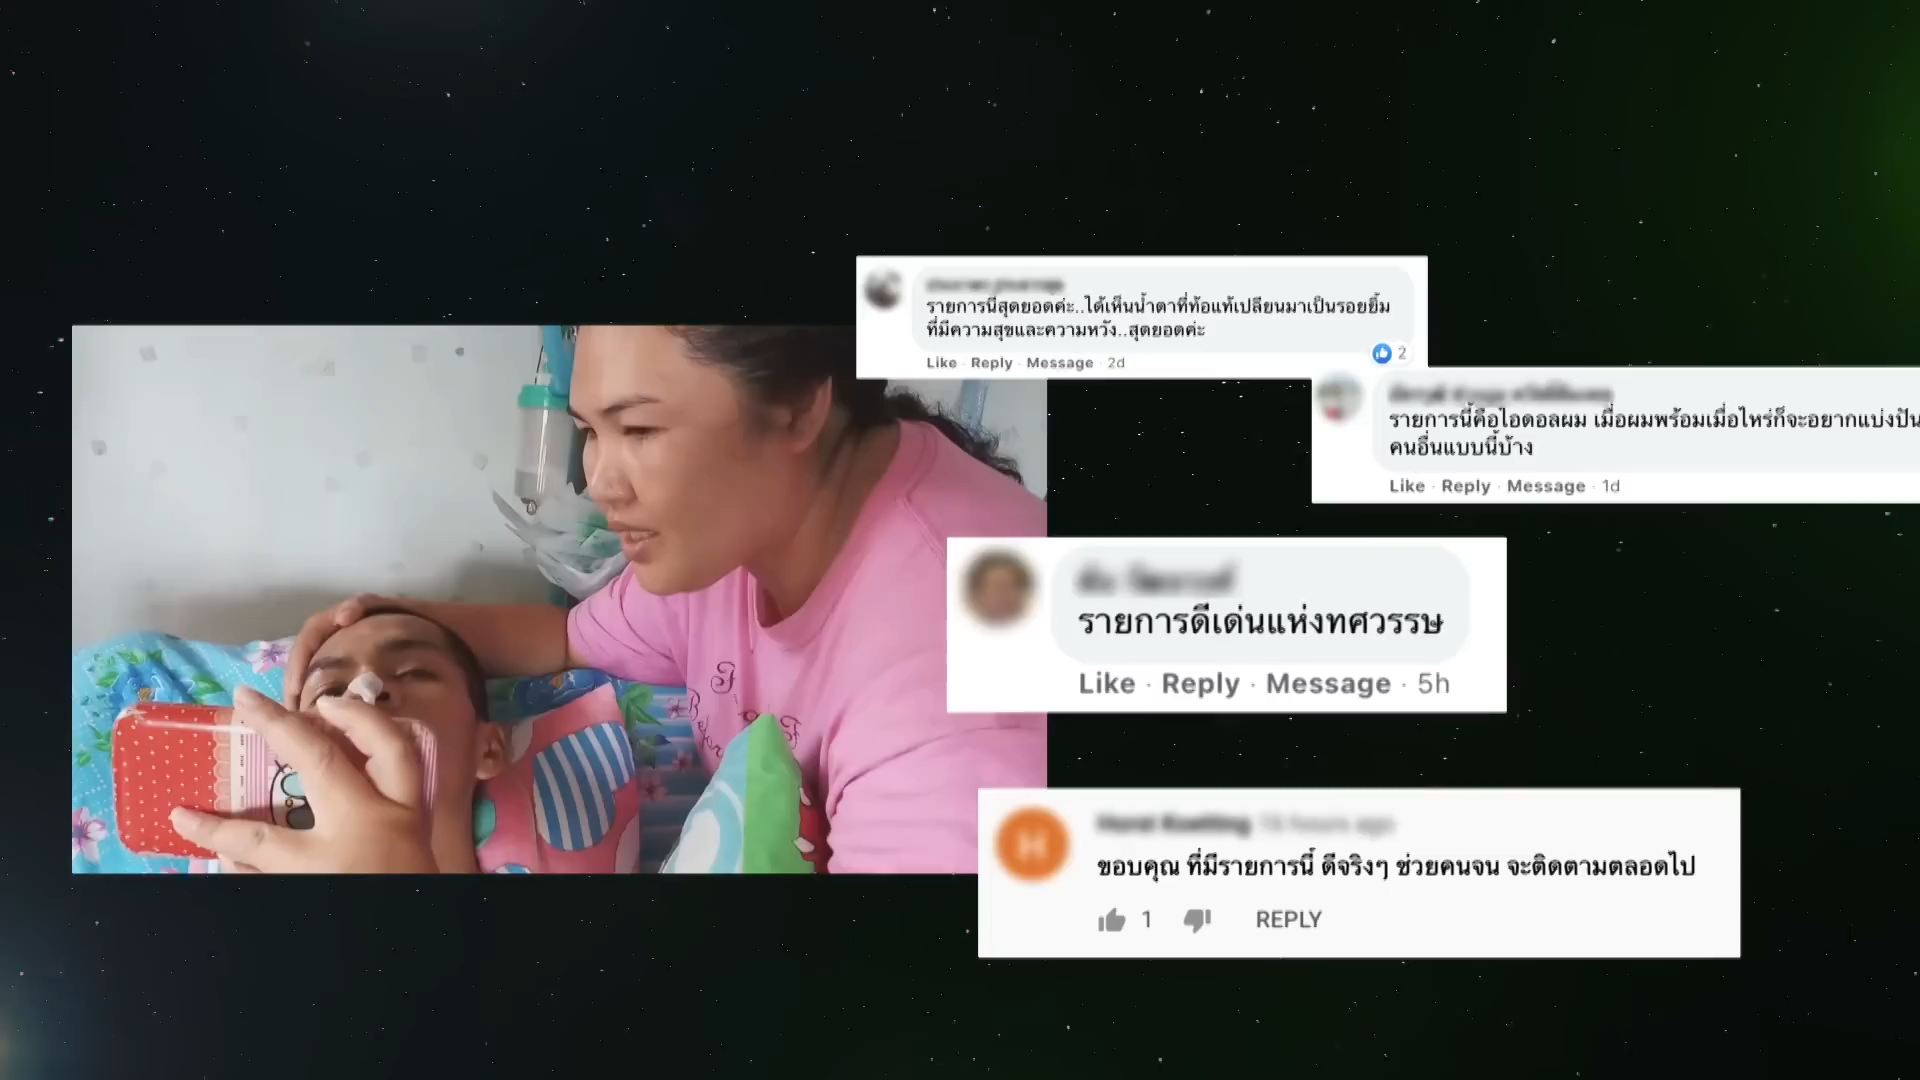 รายการนี้สุดยอดค่ะ..ได้เห็นน้ำตาที่ท้อแท้เปลี่ยนมาเป็นรอยยิ้ม
ที่มีความสุขและความหวัง..สุดยอดค่ะ
Like · Reply · Message · 2d
2
รายการนี้คือไอดอลผม เมื่อผมพร้อมเมื่อไหร่ก็จะอยากแบ่งปัน
คนอื่นแบบนี้บ้าง
Like · Reply · Message · 1d
รายการดีเด่นแห่งทศวรรษ
Like · Reply · Message · 5h
ขอบคุณ ที่มีรายการนี้ ดีจริงๆ ช่วยคนจน จะติดตามตลอดไป
1 REPLY